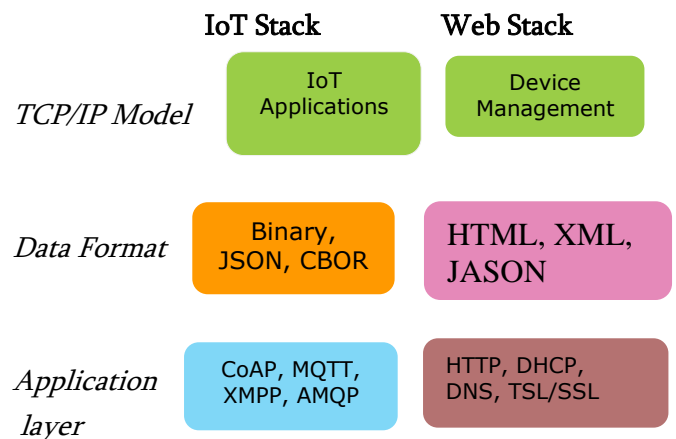 IoT Stack
Web Stack
TCP/IP Model
IoT
Applications
Device
Management
Data Format
Binary,
JSON, CBOR
HTML, XML,
JASON
Application
layer
CoAP, MQTT,
XMPP, AMQP
HTTP, DHCP,
DNS, TSL/SSL